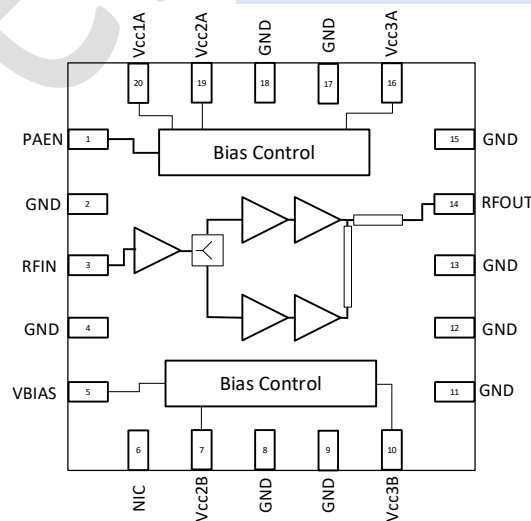 Vcc1A
Vcc2A
GND
GND
Vcc3A
20
19
18
17
16
PAEN
1
Bias Control
15
GND
GND
2
14
RFOUT
RFIN
3
13
GND
GND
4
12
GND
VBIAS
5
Bias Control
11
GND
6
7
8
9
10
NIC
Vcc2B
GND
GND
Vcc3B